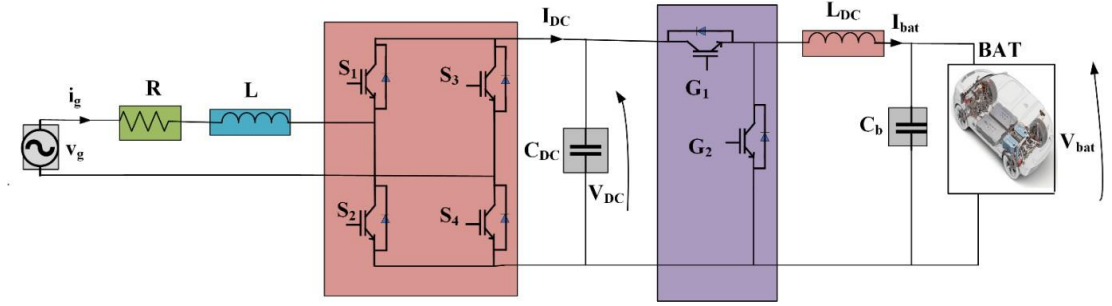 I_DC
L_DC
I_bat
BAT
S_1
S_3
G_1
i_g
R
L
v_g
C_DC
V_DC
G_2
C_b
V_bat
S_2
S_4